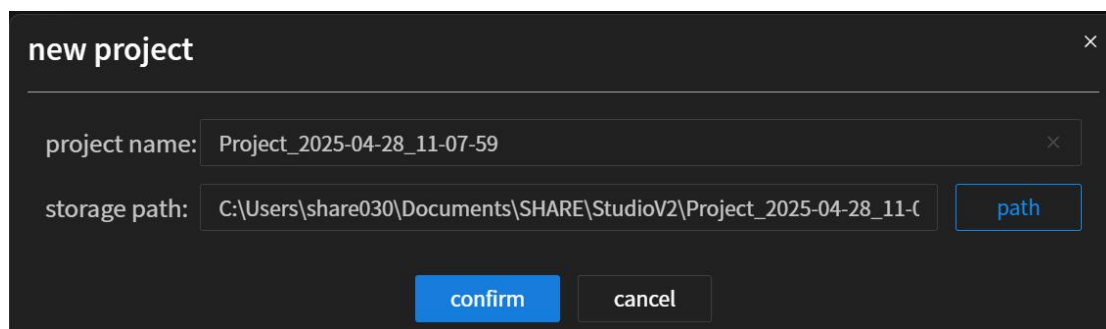 new project
project name: Project_2025-04-28_11-07-59
storage path: C:\Users\share030\Documents\SHARE\StudioV2\Project_2025-04-28_11-0 path
confirm cancel